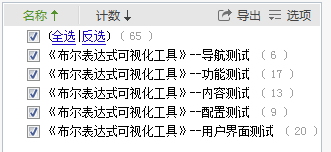 名称↑ 计数↓ 导出 选项
(全选|反选) ( 65 )
《布尔表达式可视化工具》--导航测试 ( 6 )
《布尔表达式可视化工具》--功能测试 ( 17 )
《布尔表达式可视化工具》--内容测试 ( 13 )
《布尔表达式可视化工具》--配置测试 ( 9 )
《布尔表达式可视化工具》--用户界面测试 ( 20 )